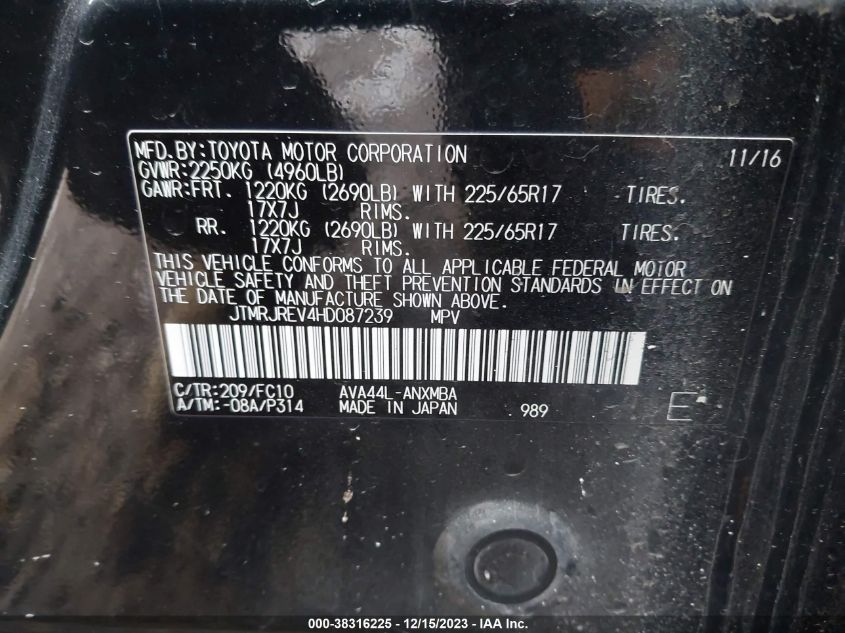 MFD.BY:TOYOTA MOTOR CORPORATION 11/16
GVWR:2250KG (4960LB)
GAWR:FRT. 1220KG (2690LB) WITH 225/65R17 TIRES.
17X7J RIMS.
RR. 1220KG (2690LB) WITH 225/65R17 TIRES.
17X7J RIMS.
THIS VEHICLE CONFORMS TO ALL APPLICABLE FEDERAL MOTOR
VEHICLE SAFETY AND THEFT PREVENTION STANDARDS IN EFFECT ON
THE DATE OF MANUFACTURE SHOWN ABOVE.
JTMRJREV4HD087239 MPV
C/TR:209/FC10 AVA44L-ANXMBA
A/TM:-08A/P314 MADE IN JAPAN 989 E
000-38316225 - 12/15/2023 - IAA Inc.